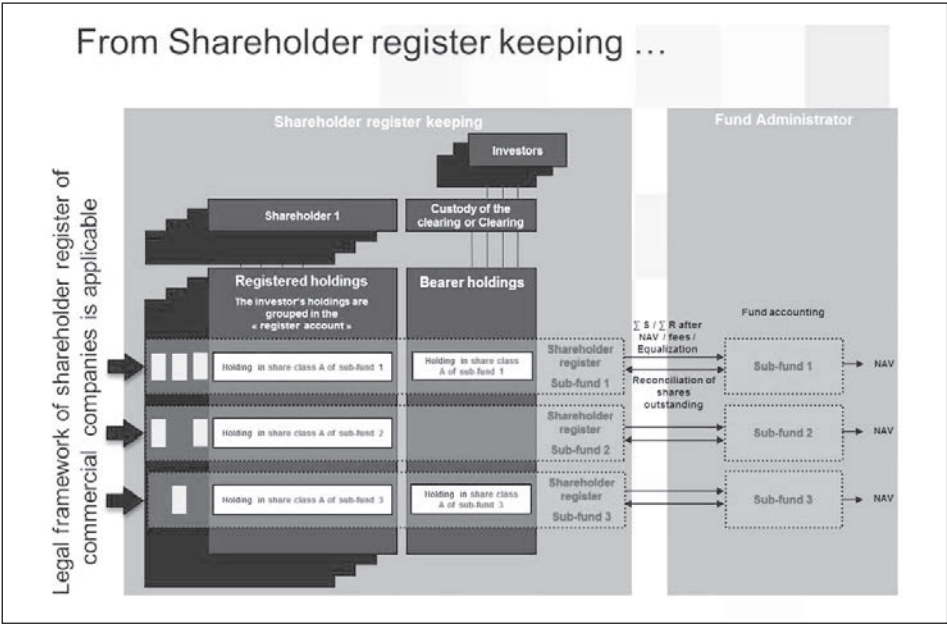 From Shareholder register keeping …
Legal framework of shareholder register of
commercial companies is applicable
Shareholder register keeping
Fund Administrator
Investors
Shareholder 1
Custody of the
clearing or Clearing
Registered holdings
The investor's holdings are
grouped in the
« register account »
Bearer holdings
∑ S / ∑ R after
NAV / fees /
Equalization
Fund accounting
Holding in share class A of sub-fund 1
Holding in share class
A of sub-fund 1
Shareholder
register
Sub-fund 1
Reconciliation of
shares
outstanding
Sub-fund 1
NAV
Holding in share class A of sub-fund 2
Shareholder
register
Sub-fund 2
Sub-fund 2
NAV
Holding in share class A of sub-fund 3
Holding in share class
A of sub-fund 3
Shareholder
register
Sub-fund 3
Sub-fund 3
NAV